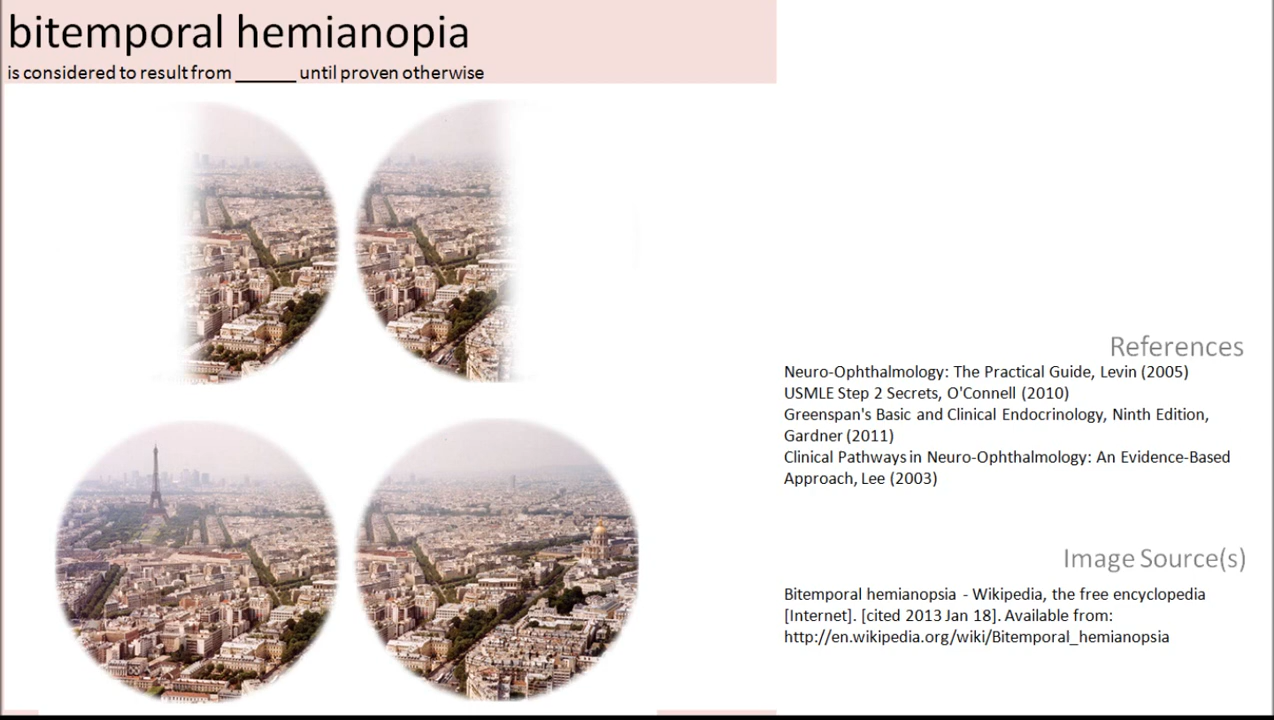 bitemporal hemianopia
is considered to result from ______ until proven otherwise
References
Neuro-Ophthalmology: The Practical Guide, Levin (2005)
USMLE Step 2 Secrets, O'Connell (2010)
Greenspan's Basic and Clinical Endocrinology, Ninth Edition,
Gardner (2011)
Clinical Pathways in Neuro-Ophthalmology: An Evidence-Based
Approach, Lee (2003)
Image Source(s)
Bitemporal hemianopsia - Wikipedia, the free encyclopedia
[Internet]. [cited 2013 Jan 18]. Available from:
http://en.wikipedia.org/wiki/Bitemporal_hemianopsia